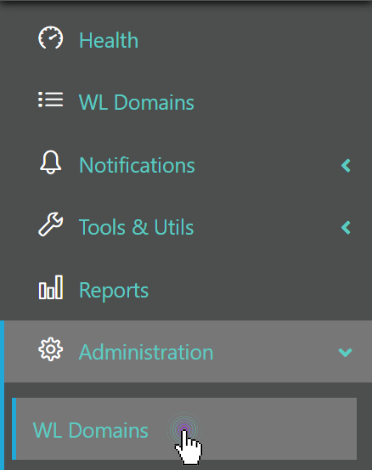 Health
WL Domains
Notifications
Tools & Utils
Reports
Administration
WL Domains